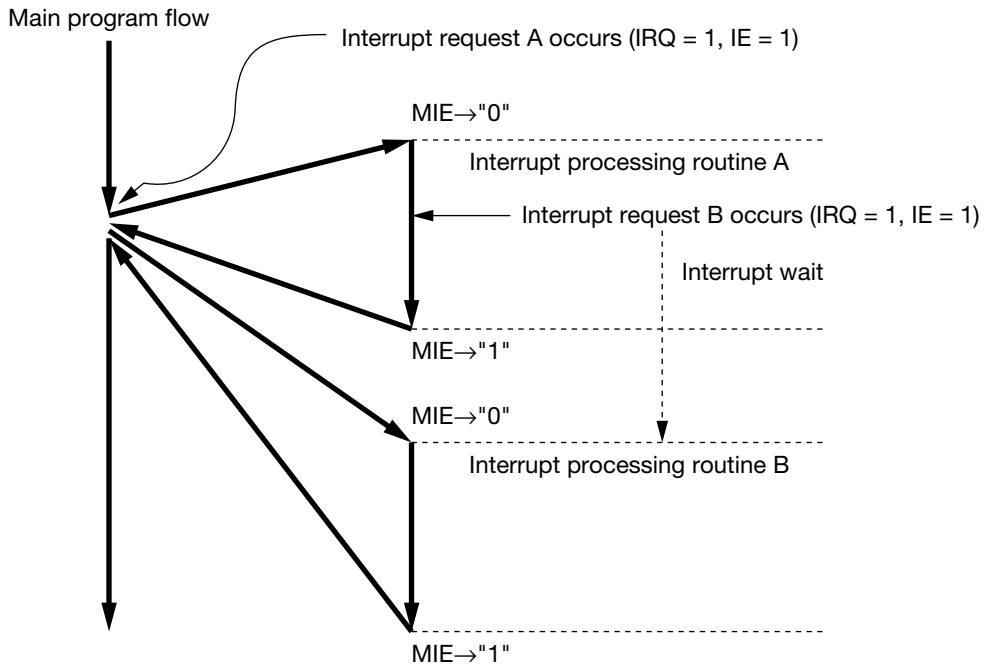 Main program flow
Interrupt request A occurs (IRQ = 1, IE = 1)
MIE→"0"
Interrupt processing routine A
Interrupt request B occurs (IRQ = 1, IE = 1)
Interrupt wait
MIE→"1"
MIE→"0"
Interrupt processing routine B
MIE→"1"